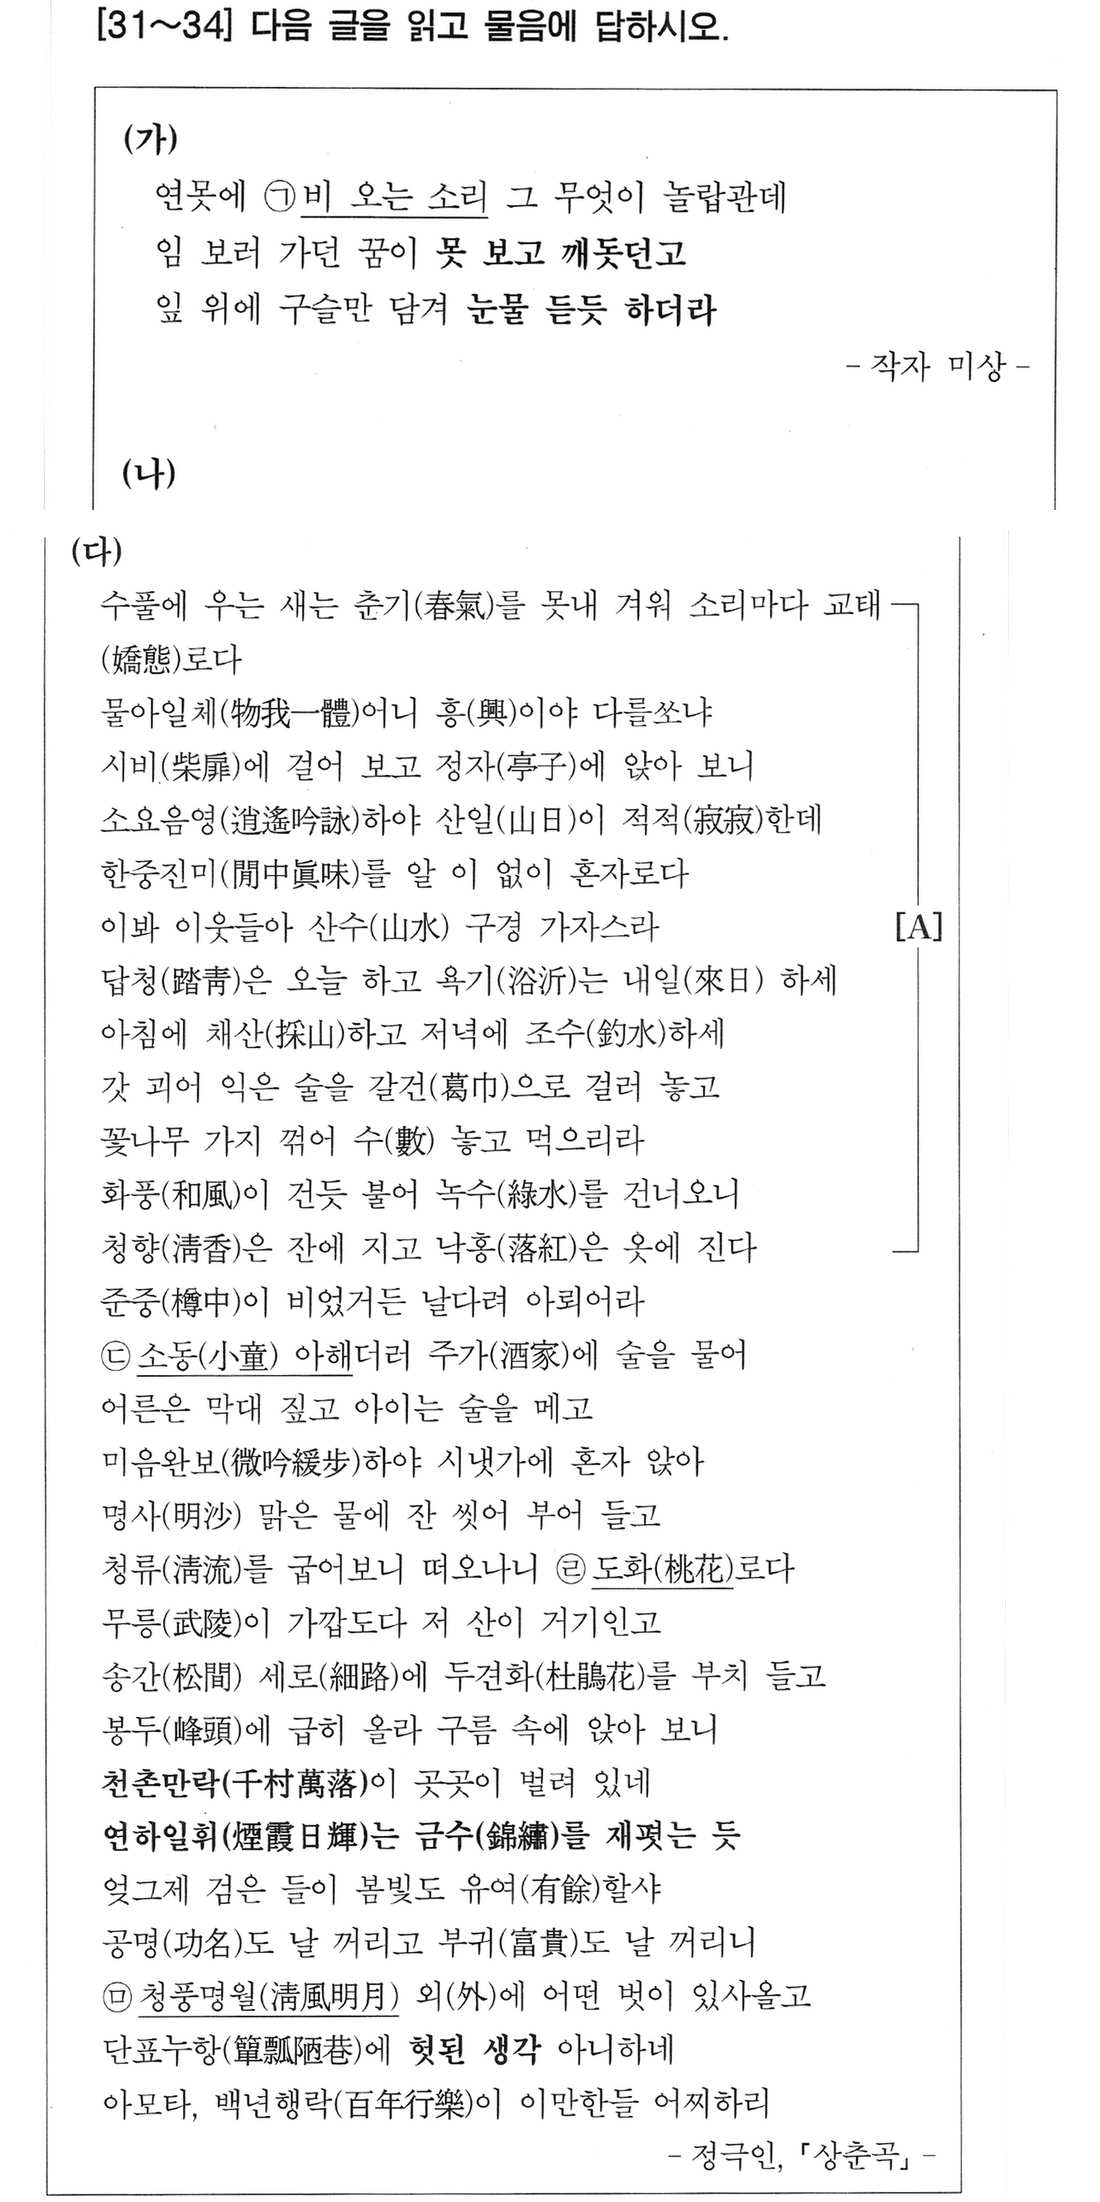 [31~34] 다음 글을 읽고 물음에 답하시오.
(가)
연못에 ㉠비 오는 소리 그 무엇이 놀랍관데
임 보러 가던 꿈이 못 보고 깨돗던고
잎 위에 구슬만 담겨 눈물 듣듯 하더라
- 작자 미상 -
(나)
(다)
수풀에 우는 새는 춘기(春氣)를 못내 겨워 소리마다 교태
(嬌態)로다
물아일체(物我一體)어니 흥(興)이야 다를쏘냐
시비(柴扉)에 걸어 보고 정자(亭子)에 앉아 보니
소요음영(逍遙吟詠)하야 산일(山日)이 적적(寂寂)한데
한중진미(閒中眞味)를 알 이 없이 혼자로다
이봐 이웃들아 산수(山水) 구경 가자스라
[A]
답청(踏靑)은 오늘 하고 욕기(浴沂)는 내일(來日) 하세
아침에 채산(採山)하고 저녁에 조수(釣水)하세
갓 괴어 익은 술을 갈건(葛巾)으로 걸러 놓고
꽃나무 가지 꺾어 수(數) 놓고 먹으리라
화풍(和風)이 건듯 불어 녹수(綠水)를 건너오니
청향(淸香)은 잔에 지고 낙홍(落紅)은 옷에 진다
준중(樽中)이 비었거든 날다려 아뢰어라
㉢소동(小童) 아해더러 주가(酒家)에 술을 물어
어른은 막대 짚고 아이는 술을 메고
미음완보(微吟緩步)하야 시냇가에 혼자 앉아
명사(明沙) 맑은 물에 잔 씻어 부어 들고
청류(淸流)를 굽어보니 떠오나니 ㉣도화(桃花)로다
무릉(武陵)이 가깝도다 저 산이 거기인고
송간(松間) 세로(細路)에 두견화(杜鵑花)를 부치 들고
봉두(峰頭)에 급히 올라 구름 속에 앉아 보니
천촌만락(千村萬落)이 곳곳이 벌려 있네
연하일휘(煙霞日輝)는 금수(錦繡)를 재폇는 듯
엊그제 검은 들이 봄빛도 유여(有餘)할샤
공명(功名)도 날 꺼리고 부귀(富貴)도 날 꺼리니
㉤청풍명월(淸風明月) 외(外)에 어떤 벗이 있사올고
단표누항(簞瓢陋巷)에 헛된 생각 아니하네
아모타, 백년행락(百年行樂)이 이만한들 어찌하리
- 정극인, 「상춘곡」 -